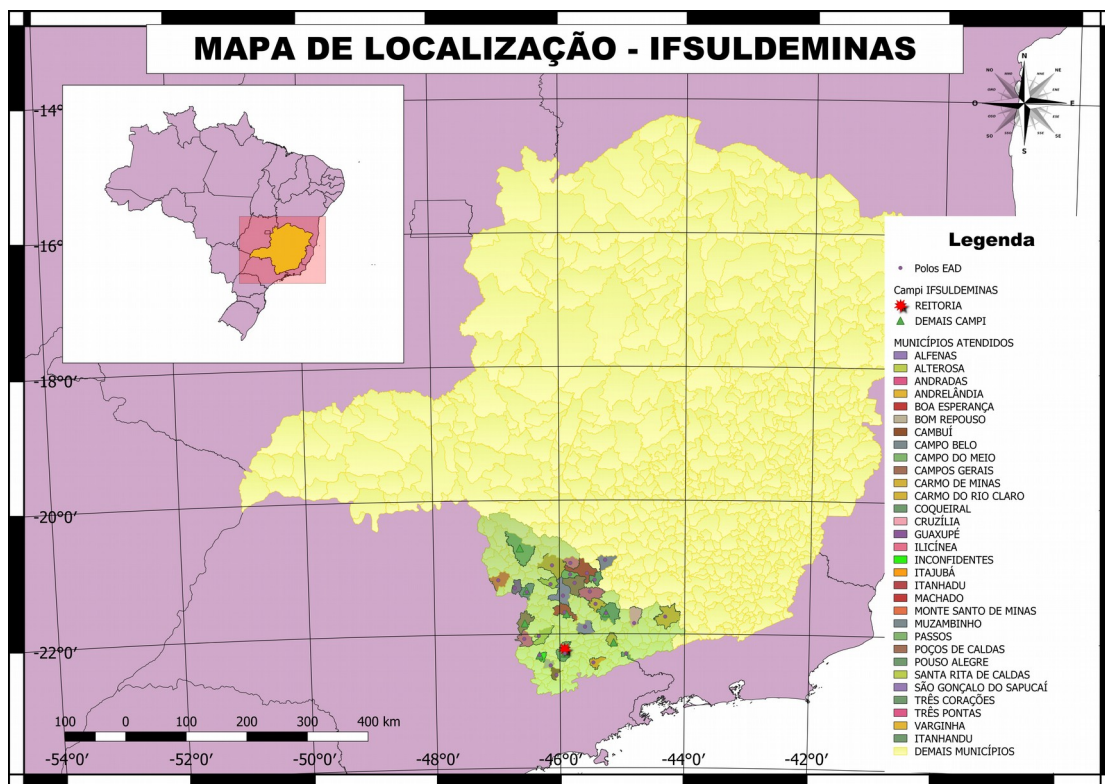 MAPA DE LOCALIZAÇÃO - IFSULDEMINAS
N
NO
NE
O
E
SO
SE
S
-14°0′
-16°0′
-18°0′
-20°0′
-22°0′
Legenda
Polos EAD
Campi IFSULDEMINAS
REITORIA
DEMAIS CAMPI
MUNICÍPIOS ATENDIDOS
ALFENAS
ALTEROSA
ANDRADAS
ANDRELÂNDIA
BOA ESPERANÇA
BOM REPOUSO
CAMBUÍ
CAMPO BELO
CAMPO DO MEIO
CAMPOS GERAIS
CARMO DE MINAS
CARMO DO RIO CLARO
COQUEIRAL
CRUZÍLIA
GUAXUPÉ
ILICÍNEA
INCONFIDENTES
ITAJUBÁ
ITANHADU
MACHADO
MONTE SANTO DE MINAS
MUZAMBINHO
PASSOS
POÇOS DE CALDAS
POUSO ALEGRE
SANTA RITA DE CALDAS
SÃO GONÇALO DO SAPUCAÍ
TRÊS CORAÇÕES
TRÊS PONTAS
VARGINHA
ITANHANDU
DEMAIS MUNICÍPIOS
100 0 100 200 300 400 km
-54°0′ -52°0′ -50°0′ -48°0′ -46°0′ -44°0′ -42°0′